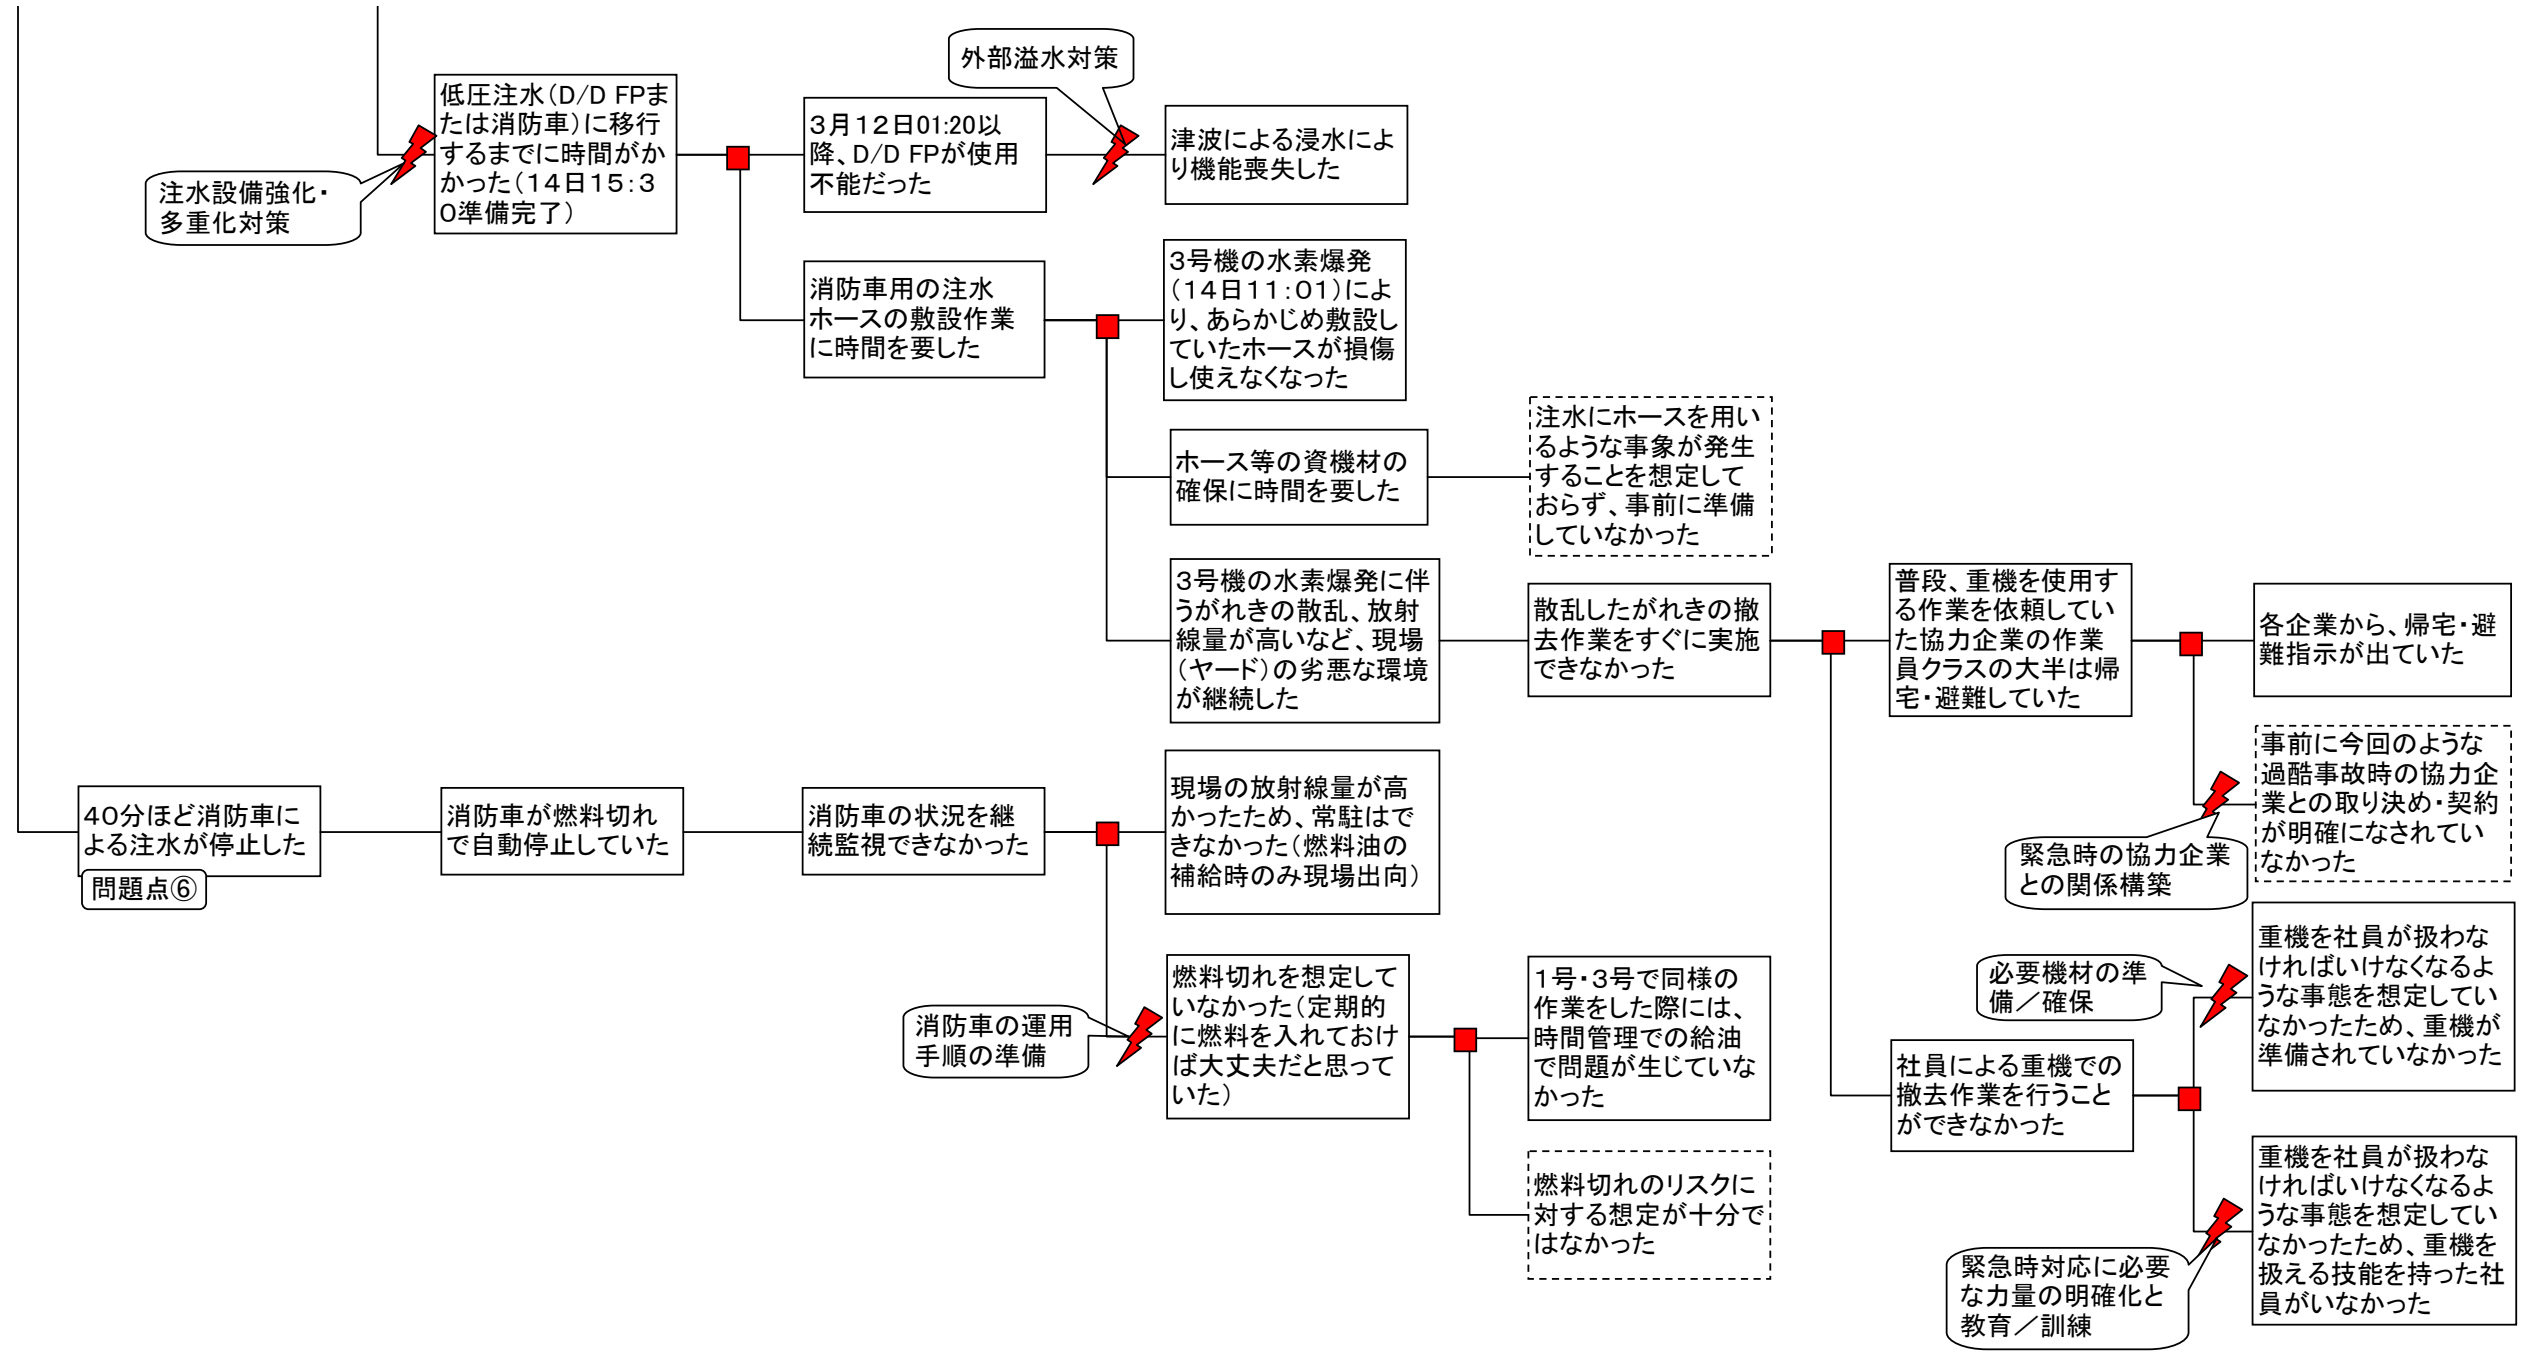 外部溢水対策
低圧注水（D/D FPま
たは消防車）に移行
するまでに時間がか
かった（１４日１５：３
０準備完了）
注水設備強化・
多重化対策
３月１２日01:20以
降、D/D FPが使用
不能だった
津波による浸水によ
り機能喪失した
消防車用の注水
ホースの敷設作業
に時間を要した
３号機の水素爆発
（１４日１１：０１）によ
り、あらかじめ敷設し
ていたホースが損傷
し使えなくなった
ホース等の資機材の
確保に時間を要した
注水にホースを用い
るような事象が発生
することを想定して
おらず、事前に準備
していなかった
３号機の水素爆発に伴
うがれきの散乱、放射
線量が高いなど、現場
（ヤード）の劣悪な環境
が継続した
散乱したがれきの撤
去作業をすぐに実施
できなかった
普段、重機を使用す
る作業を依頼してい
た協力企業の作業
員クラスの大半は帰
宅・避難していた
各企業から、帰宅・避
難指示が出ていた
事前に今回のような
過酷事故時の協力企
業との取り決め・契約
が明確になされてい
なかった
緊急時の協力企業
との関係構築
４０分ほど消防車に
よる注水が停止した
問題点⑥
消防車が燃料切れ
で自動停止していた
消防車の状況を継
続監視できなかった
現場の放射線量が高
かったため、常駐はで
きなかった（燃料油の
補給時のみ現場出向）
消防車の運用
手順の準備
燃料切れを想定して
いなかった（定期的
に燃料を入れておけ
ば大丈夫だと思って
いた）
１号・３号で同様の
作業をした際には、
時間管理での給油
で問題が生じていな
かった
燃料切れのリスクに
対する想定が十分で
はなかった
必要機材の準
備／確保
社員による重機での
撤去作業を行うこと
ができなかった
重機を社員が扱わな
ければいけなくなるよ
うな事態を想定してい
なかったため、重機が
準備されていなかった
重機を社員が扱わな
ければいけなくなるよ
うな事態を想定してい
なかったため、重機を
扱える技能を持った社
員がいなかった
緊急時対応に必要
な力量の明確化と
教育／訓練